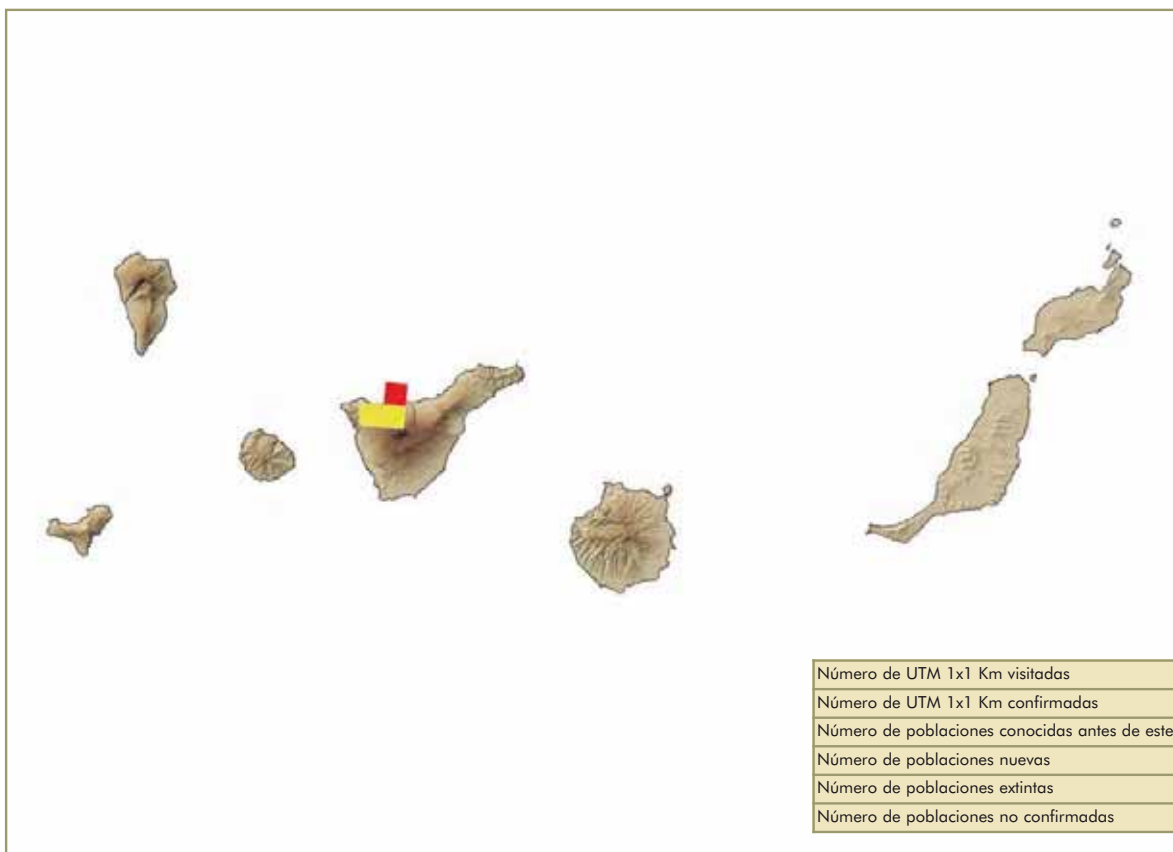 Número de UTM 1x1 Km visitadas
Número de UTM 1x1 Km confirmadas
Número de poblaciones conocidas antes de este
Número de poblaciones nuevas
Número de poblaciones extintas
Número de poblaciones no confirmadas